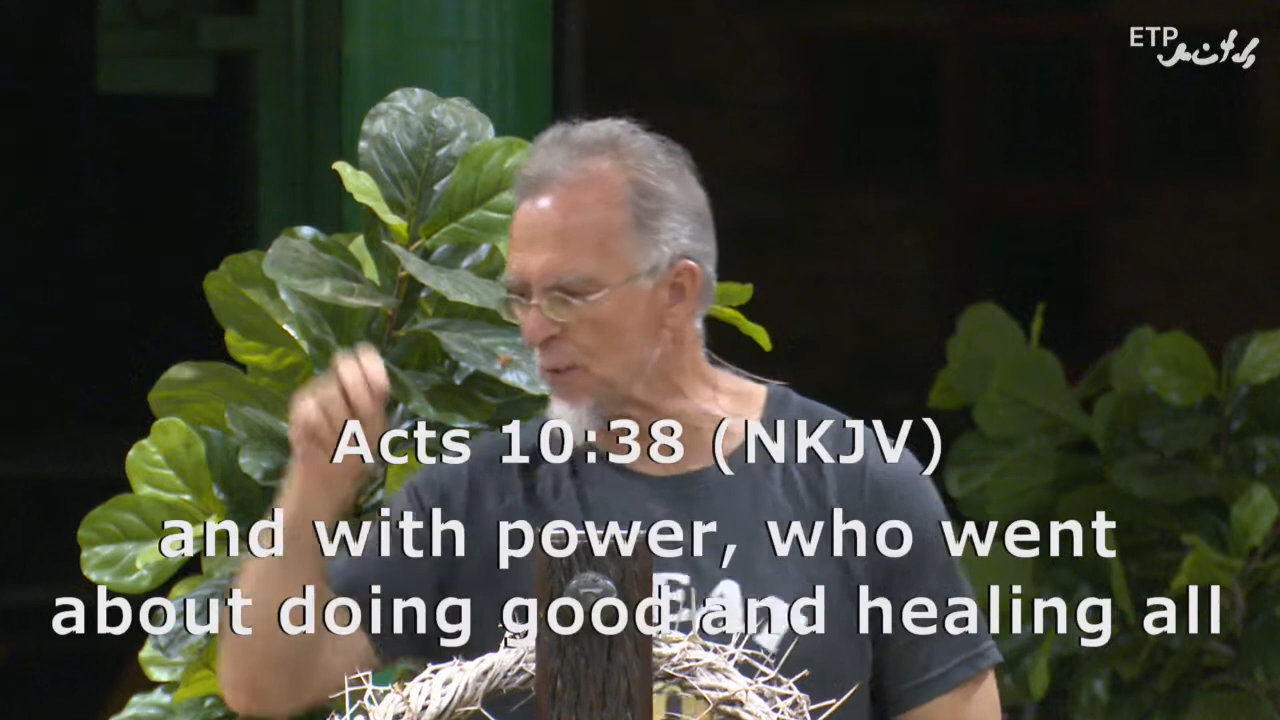 ETP
Acts 10:38 (NKJV)
and with power, who went
about doing good and healing all